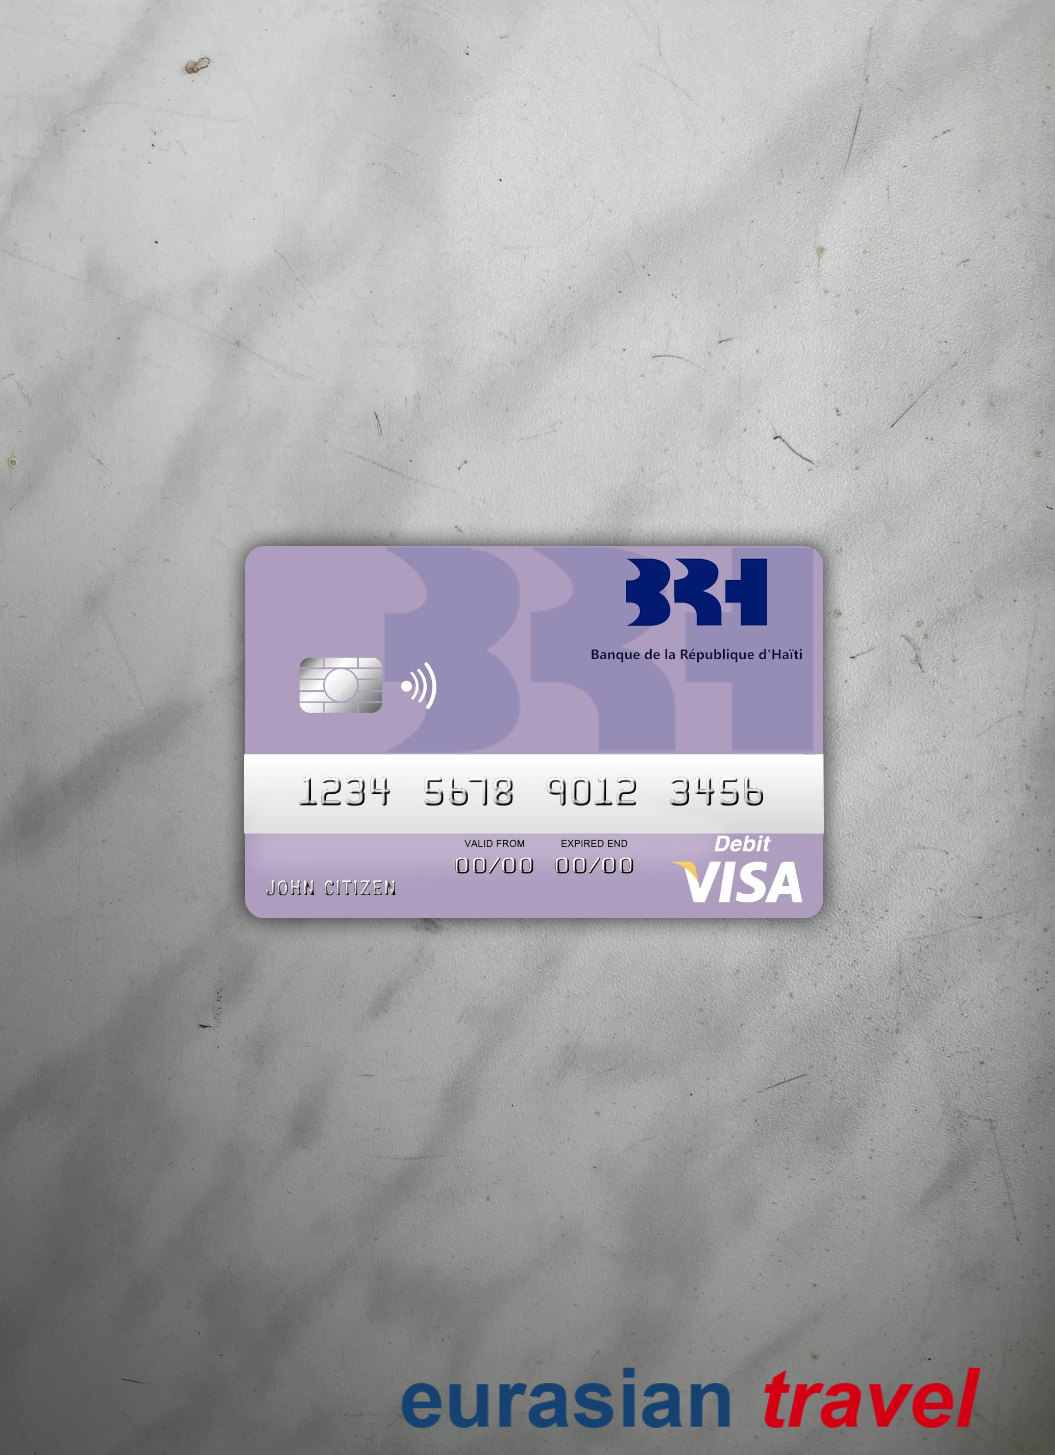 BRH
Banque de la République d'Haïti
1234 5678 9012 3456
VALID FROM EXPIRED END
00/00 00/00
JOHN CITIZEN
Debit
VISA
eurasian travel